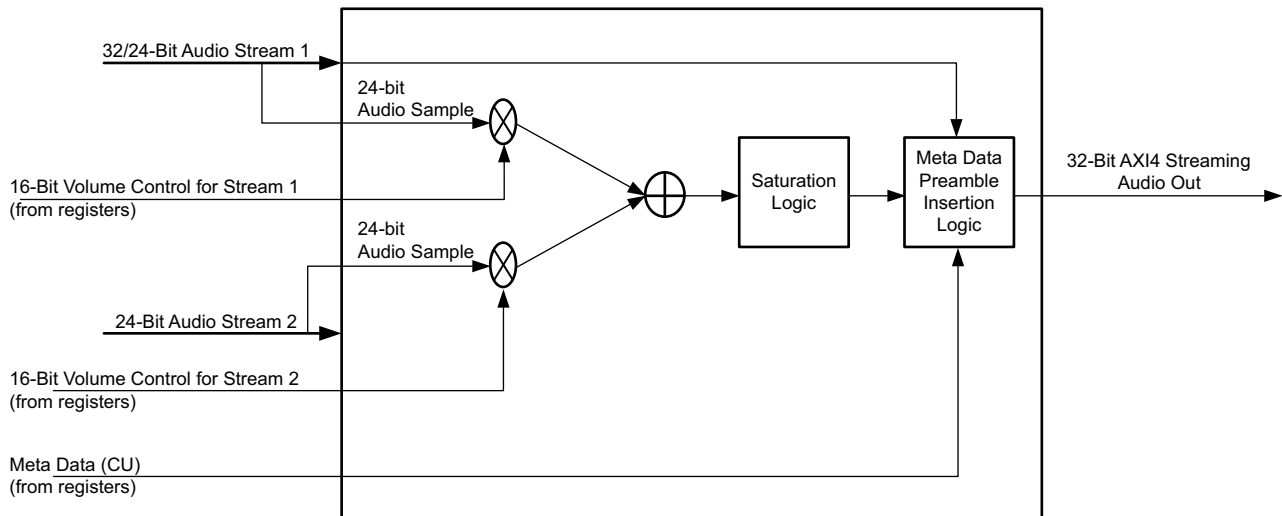 32/24-Bit Audio Stream 1
24-bit
Audio Sample
16-Bit Volume Control for Stream 1
(from registers)
24-bit
Audio Sample
24-Bit Audio Stream 2
16-Bit Volume Control for Stream 2
(from registers)
Meta Data (CU)
(from registers)
Saturation
Logic
Meta Data
Preamble
Insertion
Logic
32-Bit AXI4 Streaming
Audio Out